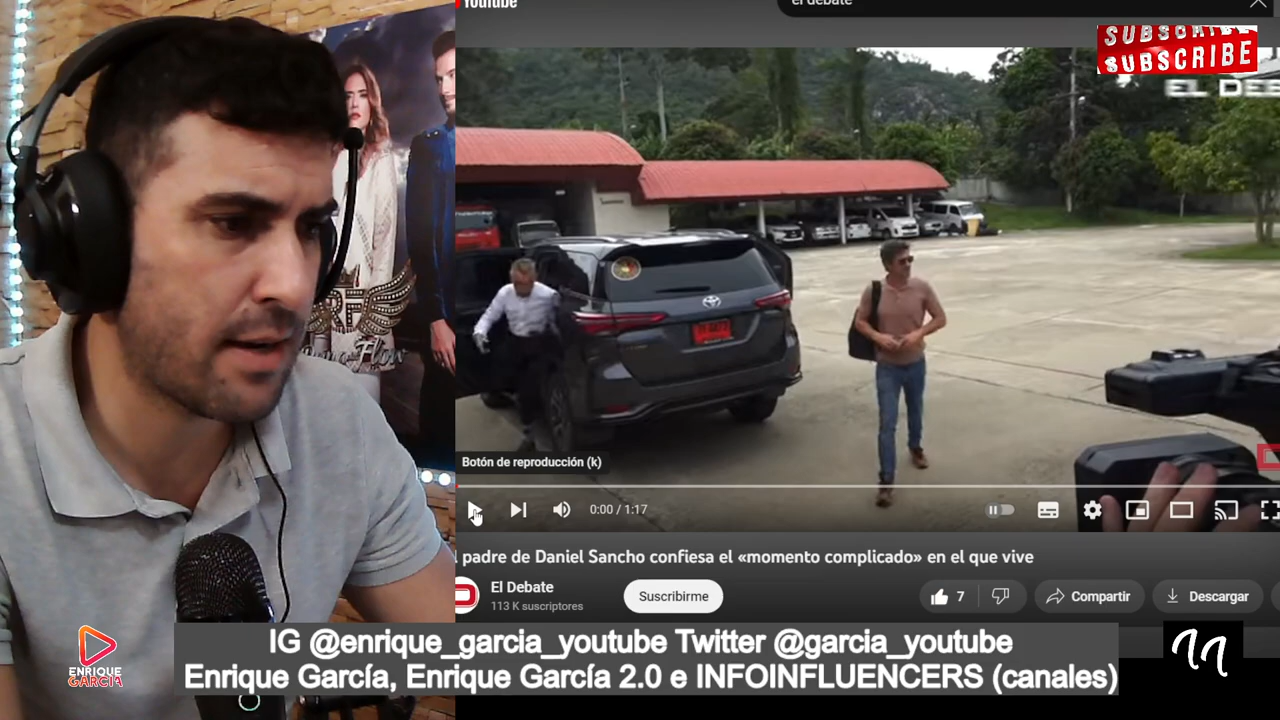 YouTube
el debate
SUBSCRIBE
SUBSCRIBE
EL DEB
Botón de reproducción (k)
0:00 / 1:17
l padre de Daniel Sancho confiesa el «momento complicado» en el que vive
El Debate
113 K suscriptores
Suscribirme
7
Compartir
Descargar
IG @enrique_garcia_youtube Twitter @garcia_youtube
Enrique García, Enrique García 2.0 e INFOINFLUENCERS (canales)
ENRIQUE
GARCÍA